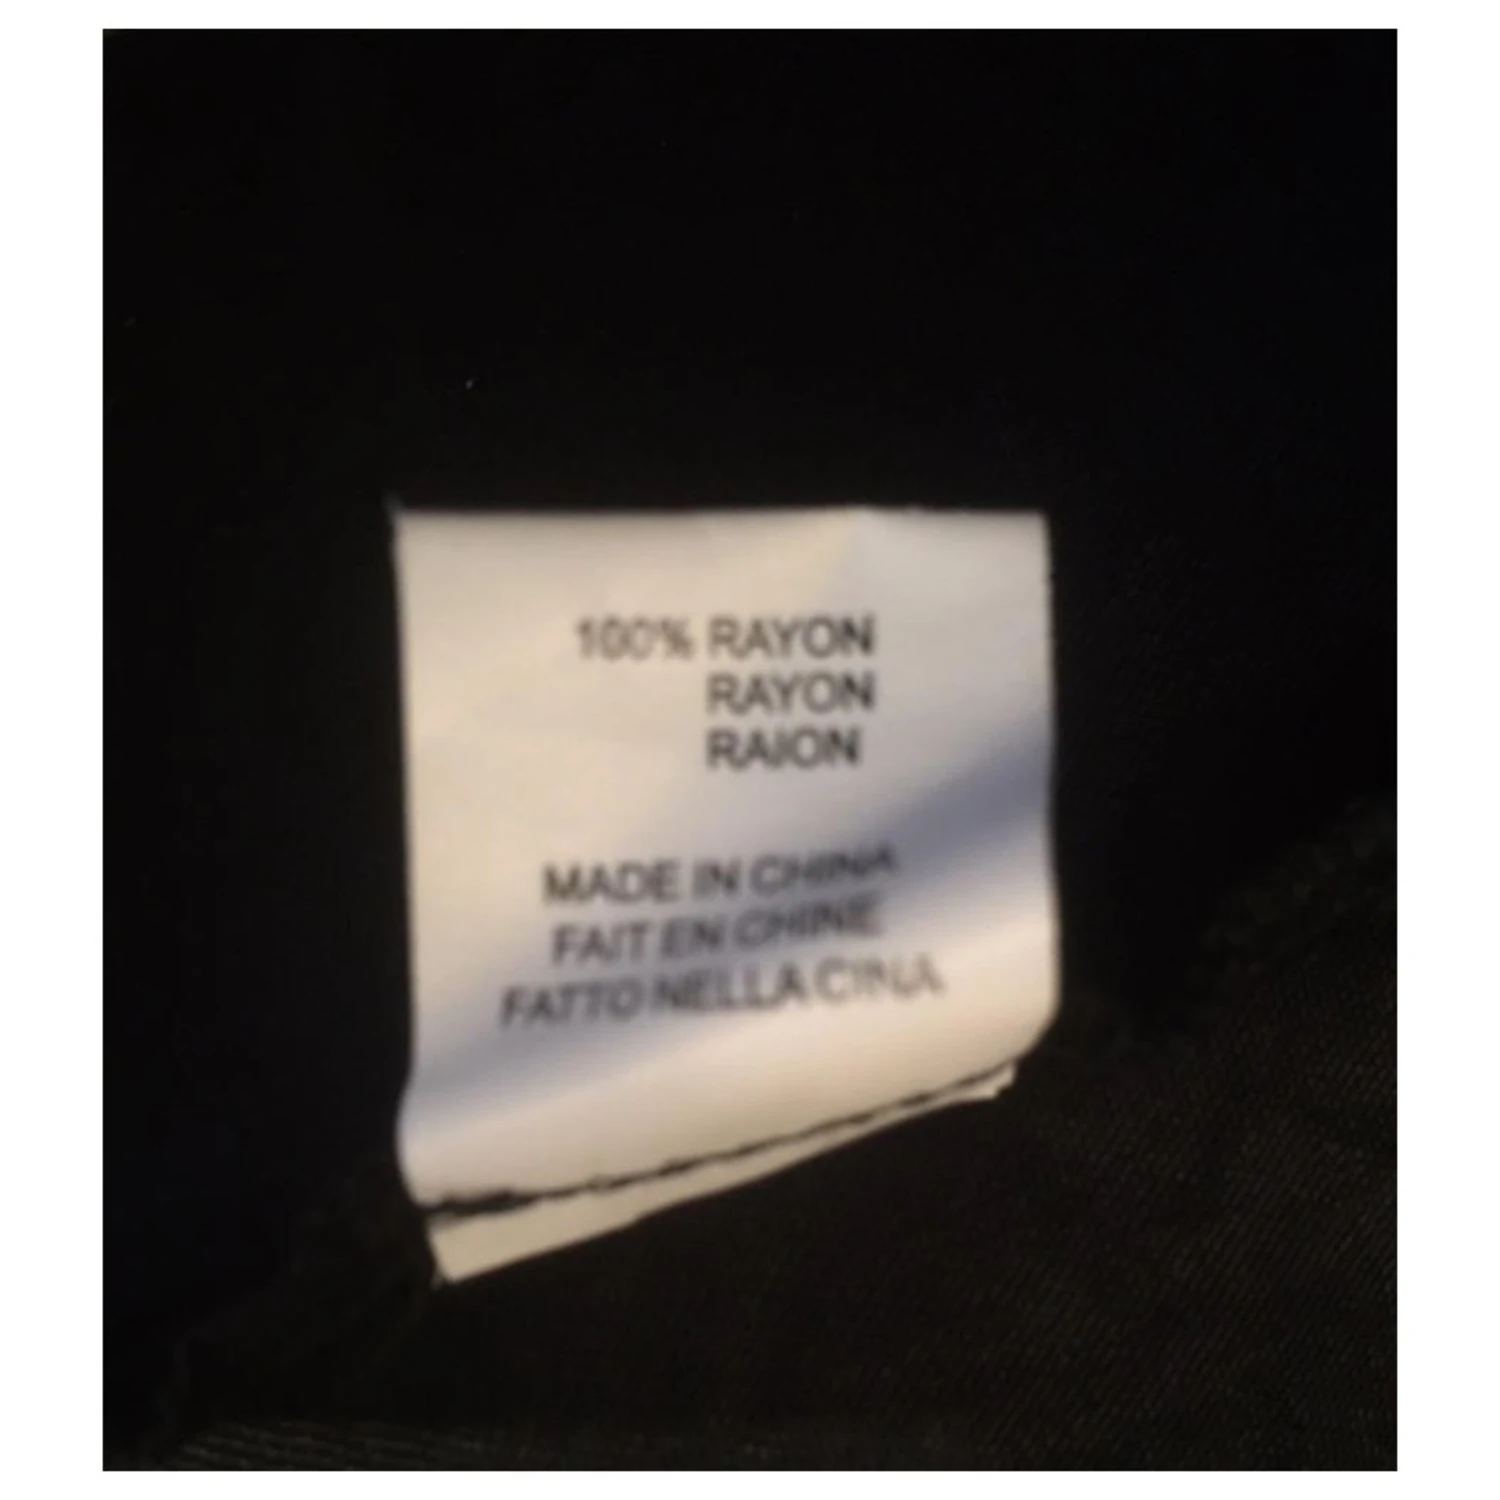 100% RAYON
RAYON
RAION
MADE IN CHINA
FAIT EN CHINE
FATTO NELLA CINA